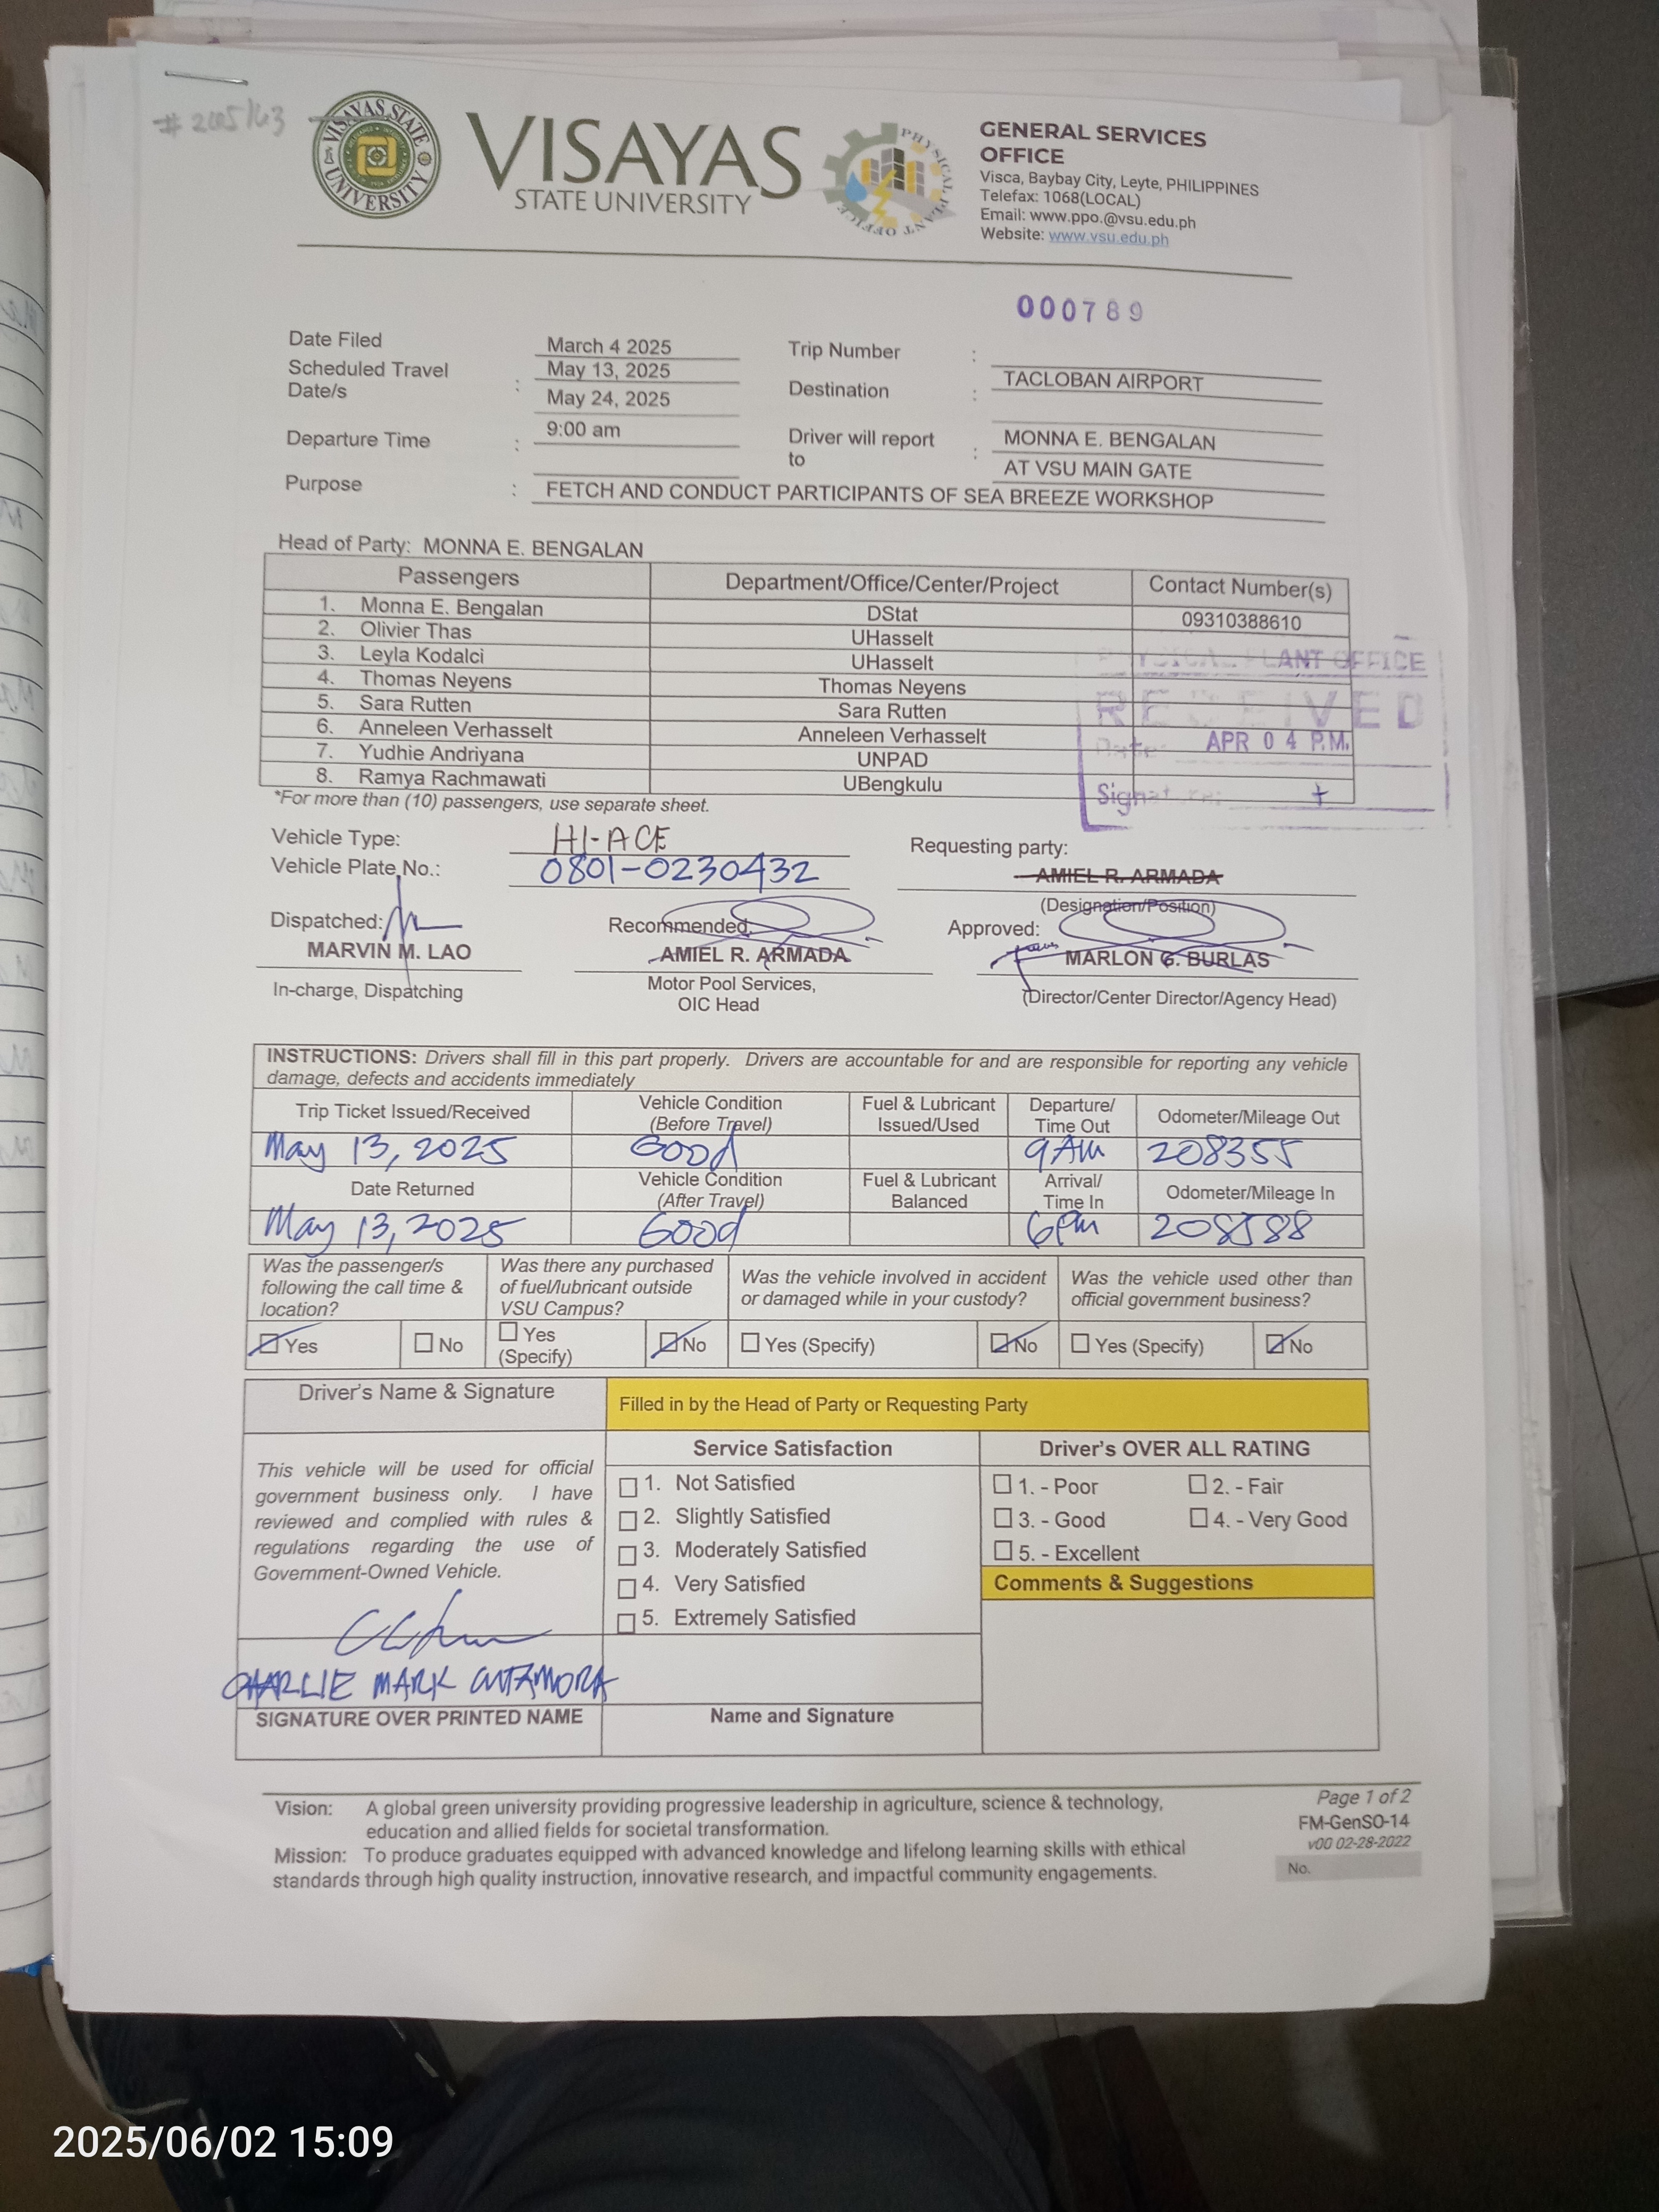 VISAYAS STATE UNIVERSITY
VISAYAS
STATE UNIVERSITY
PHYSICAL PLANT OFFICE
GENERAL SERVICES
OFFICE
Visca, Baybay City, Leyte, PHILIPPINES
Telefax: 1068(LOCAL)
Email: www.ppo.@vsu.edu.ph
Website: www.vsu.edu.ph
000789
Date Filed March 4 2025 Trip Number :
Scheduled Travel Date/s : May 13, 2025 May 24, 2025 Destination : TACLOBAN AIRPORT
Departure Time : 9:00 am Driver will report to : MONNA E. BENGALAN AT VSU MAIN GATE
Purpose : FETCH AND CONDUCT PARTICIPANTS OF SEA BREEZE WORKSHOP
Head of Party: MONNA E. BENGALAN
Passengers Department/Office/Center/Project Contact Number(s)
1. Monna E. Bengalan DStat 09310388610
2. Olivier Thas UHasselt
3. Leyla Kodalci UHasselt
4. Thomas Neyens Thomas Neyens
5. Sara Rutten Sara Rutten
6. Anneleen Verhasselt Anneleen Verhasselt
7. Yudhie Andriyana UNPAD
8. Ramya Rachmawati UBengkulu
PHYSICAL PLANT OFFICE
RECEIVED
Date: APR 04 P.M.
Signature:
*For more than (10) passengers, use separate sheet.
Vehicle Type: HI-ACE Requesting party:
Vehicle Plate No.: 0801-0230432 AMIEL R. ARMADA
(Designation/Position)
Dispatched: Recommended: Approved:
MARVIN M. LAO AMIEL R. ARMADA MARLON G. BURLAS
In-charge, Dispatching Motor Pool Services, OIC Head (Director/Center Director/Agency Head)
INSTRUCTIONS: Drivers shall fill in this part properly. Drivers are accountable for and are responsible for reporting any vehicle
damage, defects and accidents immediately
Trip Ticket Issued/Received Vehicle Condition (Before Travel) Fuel & Lubricant Issued/Used Departure/ Time Out Odometer/Mileage Out
May 13, 2025 Good 9AM 208355
Date Returned Vehicle Condition (After Travel) Fuel & Lubricant Balanced Arrival/ Time In Odometer/Mileage In
May 13, 2025 Good 6PM 208588
Was the passenger/s following the call time & location? Was there any purchased of fuel/lubricant outside VSU Campus? Was the vehicle involved in accident or damaged while in your custody? Was the vehicle used other than official government business?
Yes No Yes (Specify) No Yes (Specify) No Yes (Specify) No
Driver's Name & Signature Filled in by the Head of Party or Requesting Party
Service Satisfaction Driver's OVER ALL RATING
This vehicle will be used for official
government business only. I have
reviewed and complied with rules &
regulations regarding the use of
Government-Owned Vehicle.
1. Not Satisfied
2. Slightly Satisfied
3. Moderately Satisfied
4. Very Satisfied
5. Extremely Satisfied
1. - Poor 2. - Fair
3. - Good 4. - Very Good
5. - Excellent
Comments & Suggestions
CHARLIE MARK CUTAMORA
SIGNATURE OVER PRINTED NAME Name and Signature
Vision: A global green university providing progressive leadership in agriculture, science & technology,
education and allied fields for societal transformation.
Mission: To produce graduates equipped with advanced knowledge and lifelong learning skills with ethical
standards through high quality instruction, innovative research, and impactful community engagements.
Page 1 of 2
FM-GenSO-14
v00 02-28-2022
No.
2025/06/02 15:09